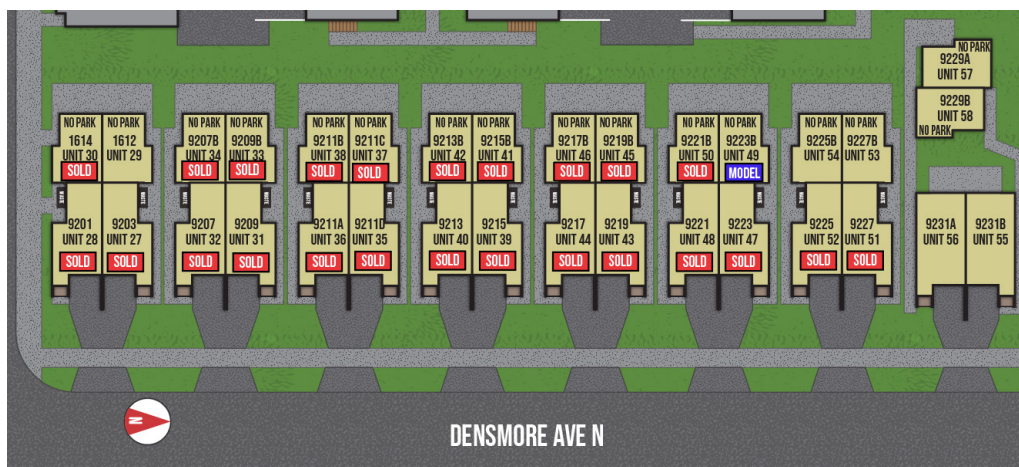 NO PARK
9229A
UNIT 57
9229B
UNIT 58
NO PARK
NO PARK NO PARK NO PARK NO PARK NO PARK NO PARK NO PARK NO PARK NO PARK NO PARK NO PARK NO PARK
1614 1612 9207B 9209B 9211B 9211C 9213B 9215B 9217B 9219B 9221B 9223B 9225B 9227B
UNIT 30 UNIT 29 UNIT 34 UNIT 33 UNIT 38 UNIT 37 UNIT 42 UNIT 41 UNIT 46 UNIT 45 UNIT 50 UNIT 49 UNIT 54 UNIT 53
SOLD SOLD SOLD SOLD SOLD SOLD SOLD SOLD SOLD SOLD MODEL
9201 9203 9207 9209 9211A 9211D 9213 9215 9217 9219 9221 9223 9225 9227 9231A 9231B
UNIT 28 UNIT 27 UNIT 32 UNIT 31 UNIT 36 UNIT 35 UNIT 40 UNIT 39 UNIT 44 UNIT 43 UNIT 48 UNIT 47 UNIT 52 UNIT 51 UNIT 56 UNIT 55
SOLD SOLD SOLD SOLD SOLD SOLD SOLD SOLD SOLD SOLD SOLD SOLD SOLD SOLD
N
DENSMORE AVE N